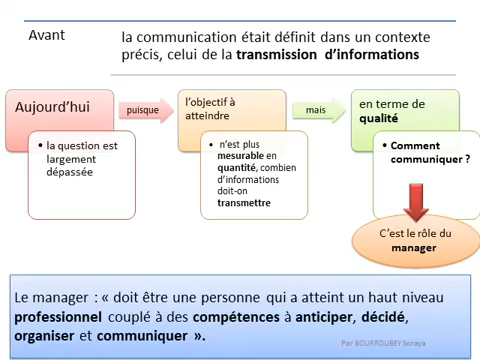 Avant
la communication était définit dans un contexte
précis, celui de la transmission d’informations
Aujourd’hui
• la question est
largement
dépassée
puisque
l’objectif à
atteindre
• n’est plus
mesurable en
quantité, combien
d’informations
doit-on
transmettre
mais
en terme de
qualité
• Comment
communiquer ?
C’est le rôle du
manager
Le manager : « doit être une personne qui a atteint un haut niveau
professionnel couplé à des compétences à anticiper, décidé,
organiser et communiquer ».
Par BOURROUBEY Soraya